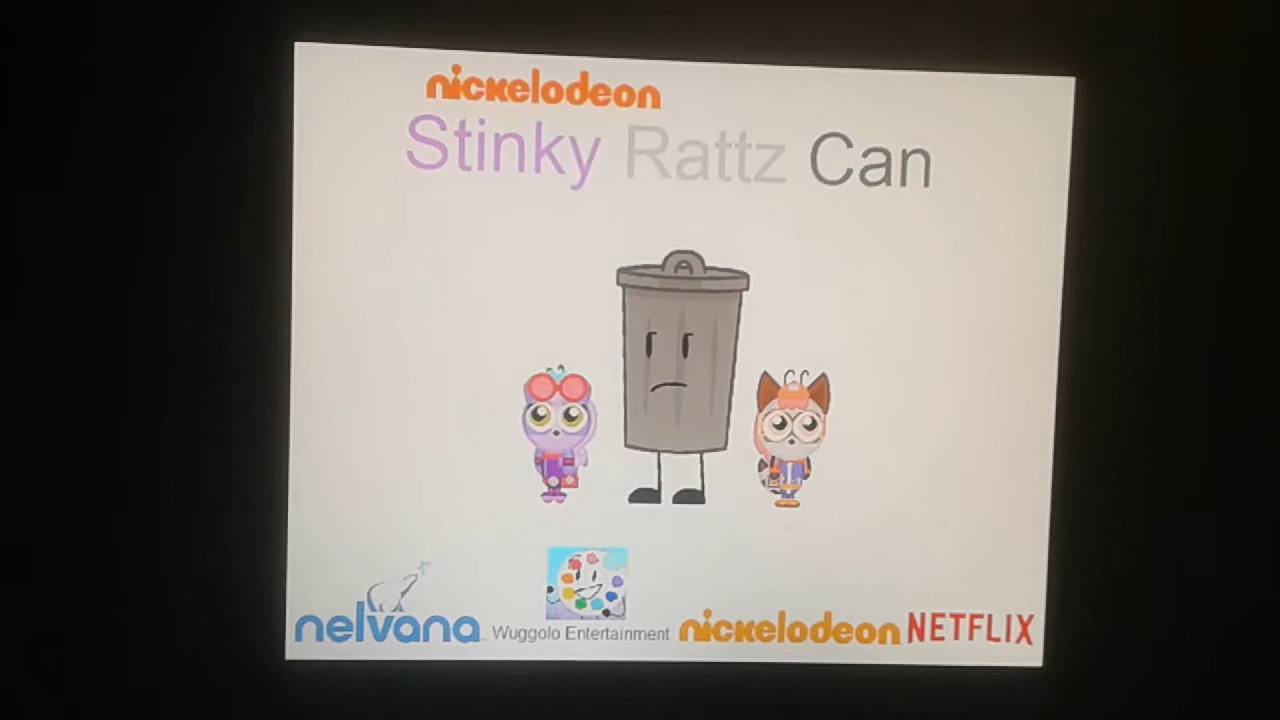 nickelodeon
Stinky Rattz Can
nelvana
Wuggolo Entertainment
nickelodeon
NETFLIX